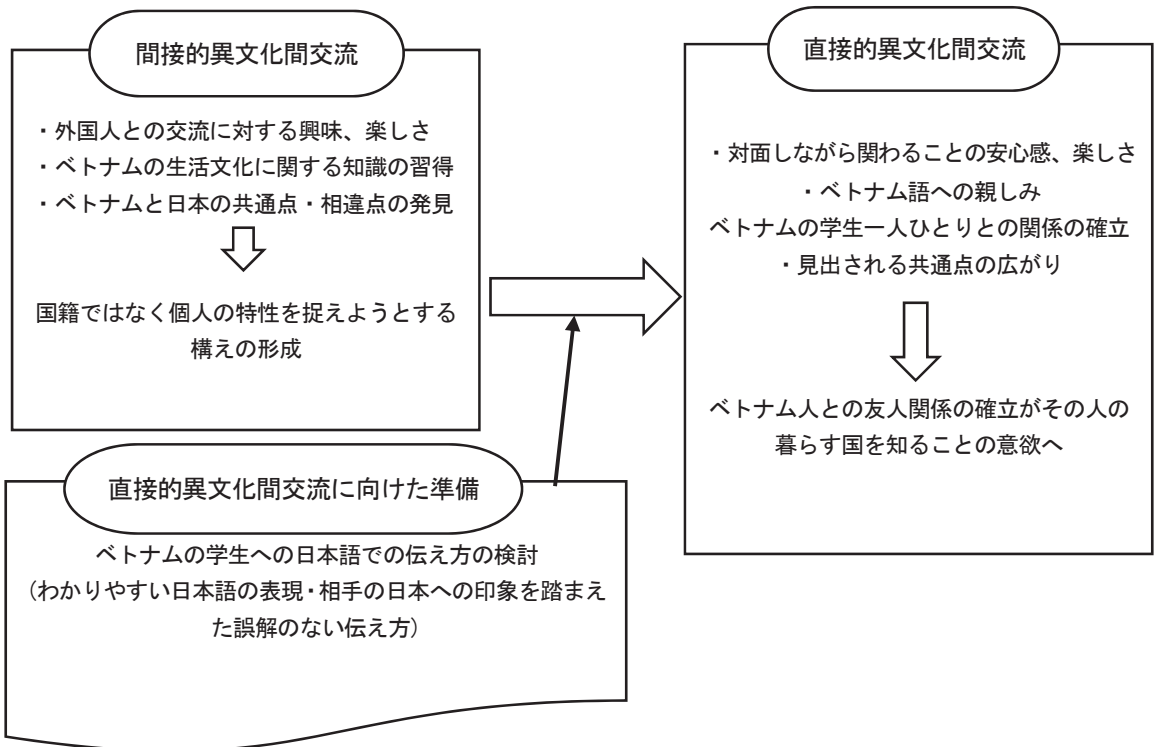 間接的異文化間交流
・外国人との交流に対する興味、楽しさ
・ベトナムの生活文化に関する知識の習得
・ベトナムと日本の共通点・相違点の発見
国籍ではなく個人の特性を捉えようとする
構えの形成
直接的異文化間交流に向けた準備
ベトナムの学生への日本語での伝え方の検討
(わかりやすい日本語の表現・相手の日本への印象を踏まえ
た誤解のない伝え方)
直接的異文化間交流
・対面しながら関わることの安心感、楽しさ
・ベトナム語への親しみ
ベトナムの学生一人ひとりとの関係の確立
・見出される共通点の広がり
ベトナム人との友人関係の確立がその人の
暮らす国を知ることの意欲へ